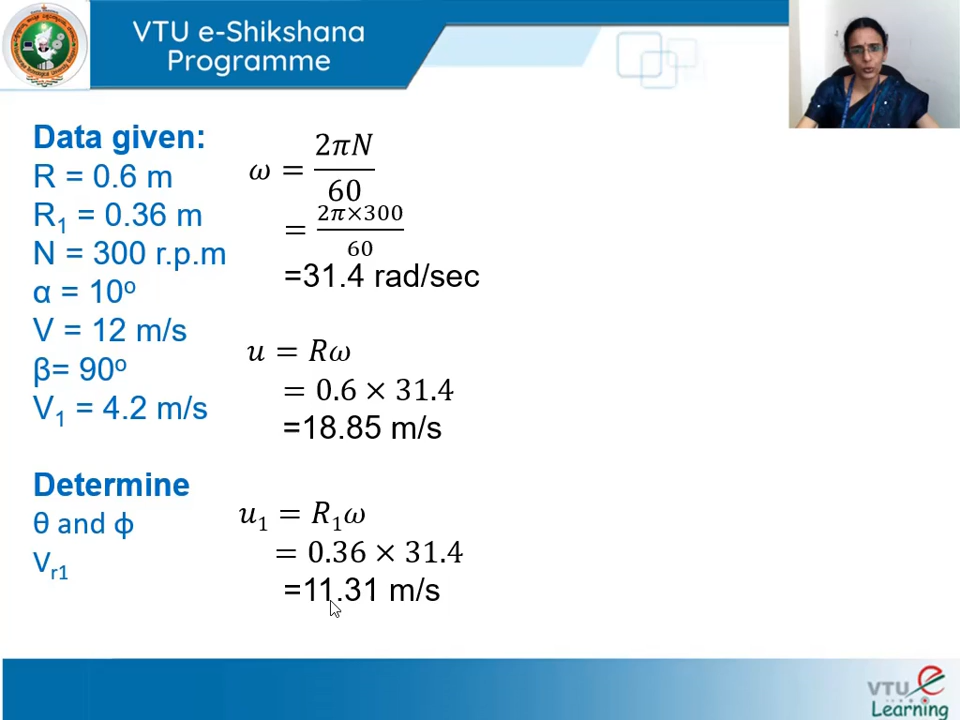 VTU e-Shikshana
Programme
Data given:
R = 0.6 m
R₁ = 0.36 m
N = 300 r.p.m
α = 10º
V = 12 m/s
β= 90º
V₁ = 4.2 m/s
Determine
θ and ϕ
Vr1
ω = 2πN / 60
= 2π×300 / 60
=31.4 rad/sec
u = Rω
= 0.6 × 31.4
=18.85 m/s
u₁ = R₁ω
= 0.36 × 31.4
=11.31 m/s
VTU e
Learning